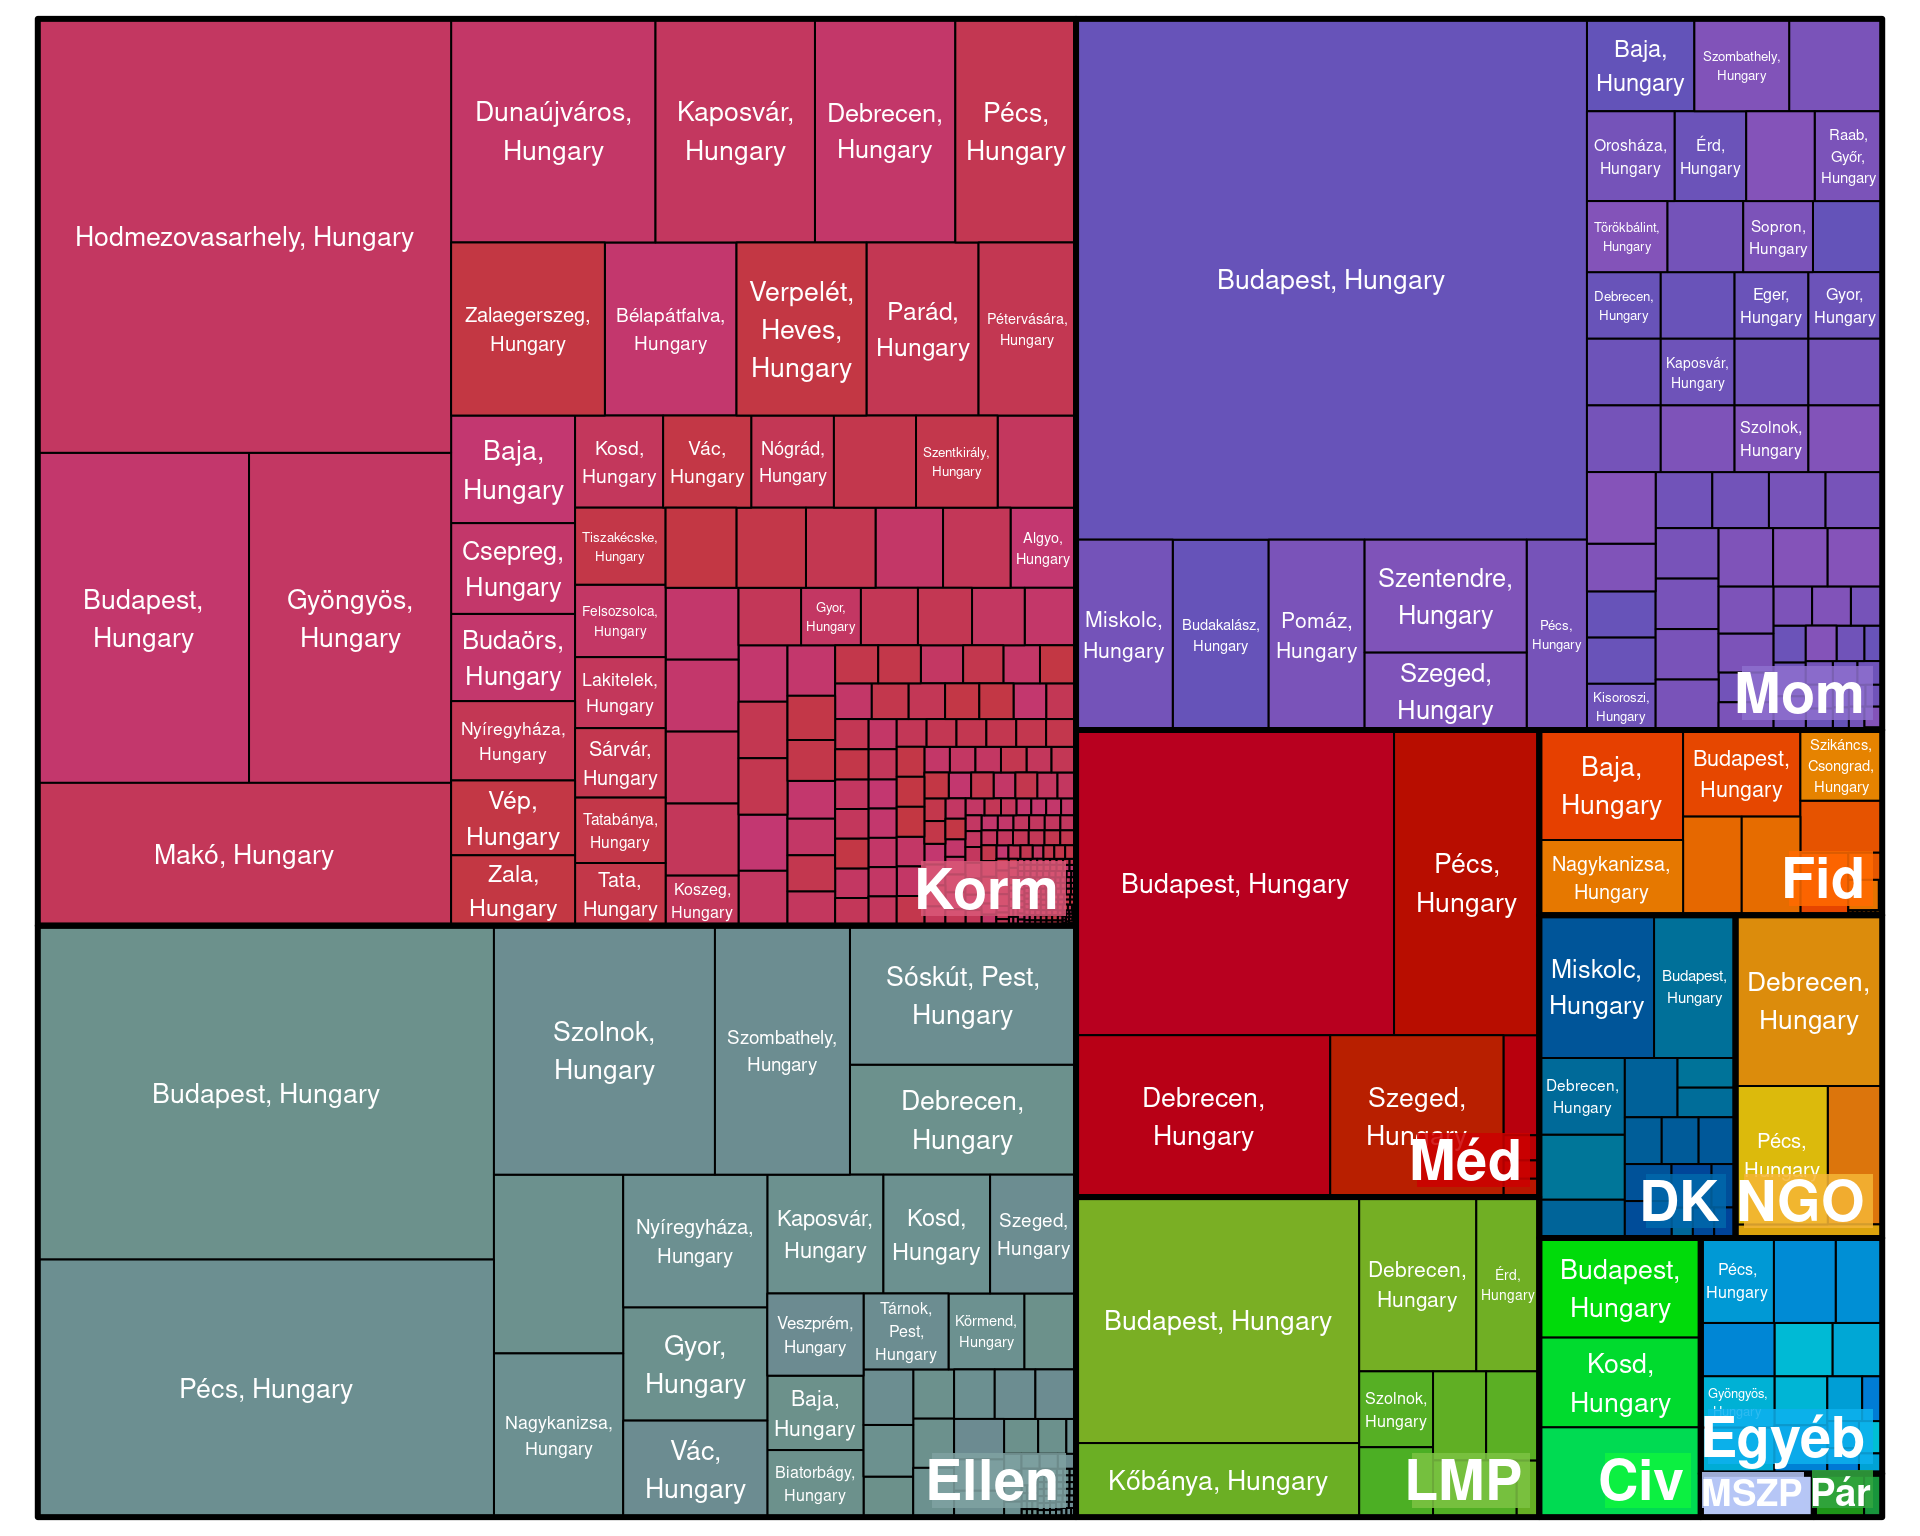 Hodmezovasarhely, Hungary
Dunaújváros,
Hungary
Kaposvár,
Hungary
Debrecen,
Hungary
Pécs,
Hungary
Zalaegerszeg,
Hungary
Bélapátfalva,
Hungary
Verpelét,
Heves,
Hungary
Parád,
Hungary
Pétervására,
Hungary
Budapest,
Hungary
Gyöngyös,
Hungary
Makó, Hungary
Baja,
Hungary
Csepreg,
Hungary
Budaörs,
Hungary
Nyíregyháza,
Hungary
Vép,
Hungary
Zala,
Hungary
Kosd,
Hungary
Vác,
Hungary
Nógrád,
Hungary
Szentkirály,
Hungary
Tiszakécske,
Hungary
Algyo,
Hungary
Felsozsolca,
Hungary
Gyor,
Hungary
Lakitelek,
Hungary
Sárvár,
Hungary
Tatabánya,
Hungary
Tata,
Hungary
Koszeg,
Hungary
Korm
Budapest, Hungary
Pécs, Hungary
Szolnok,
Hungary
Szombathely,
Hungary
Sóskút, Pest,
Hungary
Debrecen,
Hungary
Nagykanizsa,
Hungary
Nyíregyháza,
Hungary
Gyor,
Hungary
Vác,
Hungary
Kaposvár,
Hungary
Kosd,
Hungary
Szeged,
Hungary
Veszprém,
Hungary
Tárnok,
Pest,
Hungary
Körmend,
Hungary
Baja,
Hungary
Biatorbágy,
Hungary
Ellen
Budapest, Hungary
Miskolc,
Hungary
Budakalász,
Hungary
Pomáz,
Hungary
Szentendre,
Hungary
Szeged,
Hungary
Pécs,
Hungary
Baja,
Hungary
Szombathely,
Hungary
Orosháza,
Hungary
Érd,
Hungary
Raab,
Győr,
Hungary
Törökbálint,
Hungary
Sopron,
Hungary
Debrecen,
Hungary
Eger,
Hungary
Gyor,
Hungary
Kaposvár,
Hungary
Szolnok,
Hungary
Kisoroszi,
Hungary
Mom
Budapest, Hungary
Pécs,
Hungary
Debrecen,
Hungary
Szeged,
Hungary
Méd
Budapest, Hungary
Kőbánya, Hungary
Debrecen,
Hungary
Érd,
Hungary
Szolnok,
Hungary
LMP
Baja,
Hungary
Nagykanizsa,
Hungary
Budapest,
Hungary
Szikáncs,
Csongrad,
Hungary
Fid
Miskolc,
Hungary
Budapest,
Hungary
Debrecen,
Hungary
DK
Debrecen,
Hungary
Pécs,
Hungary
NGO
Budapest,
Hungary
Kosd,
Hungary
Civ
Pécs,
Hungary
Gyöngyös,
Hungary
Egyéb
MSZP
Pár